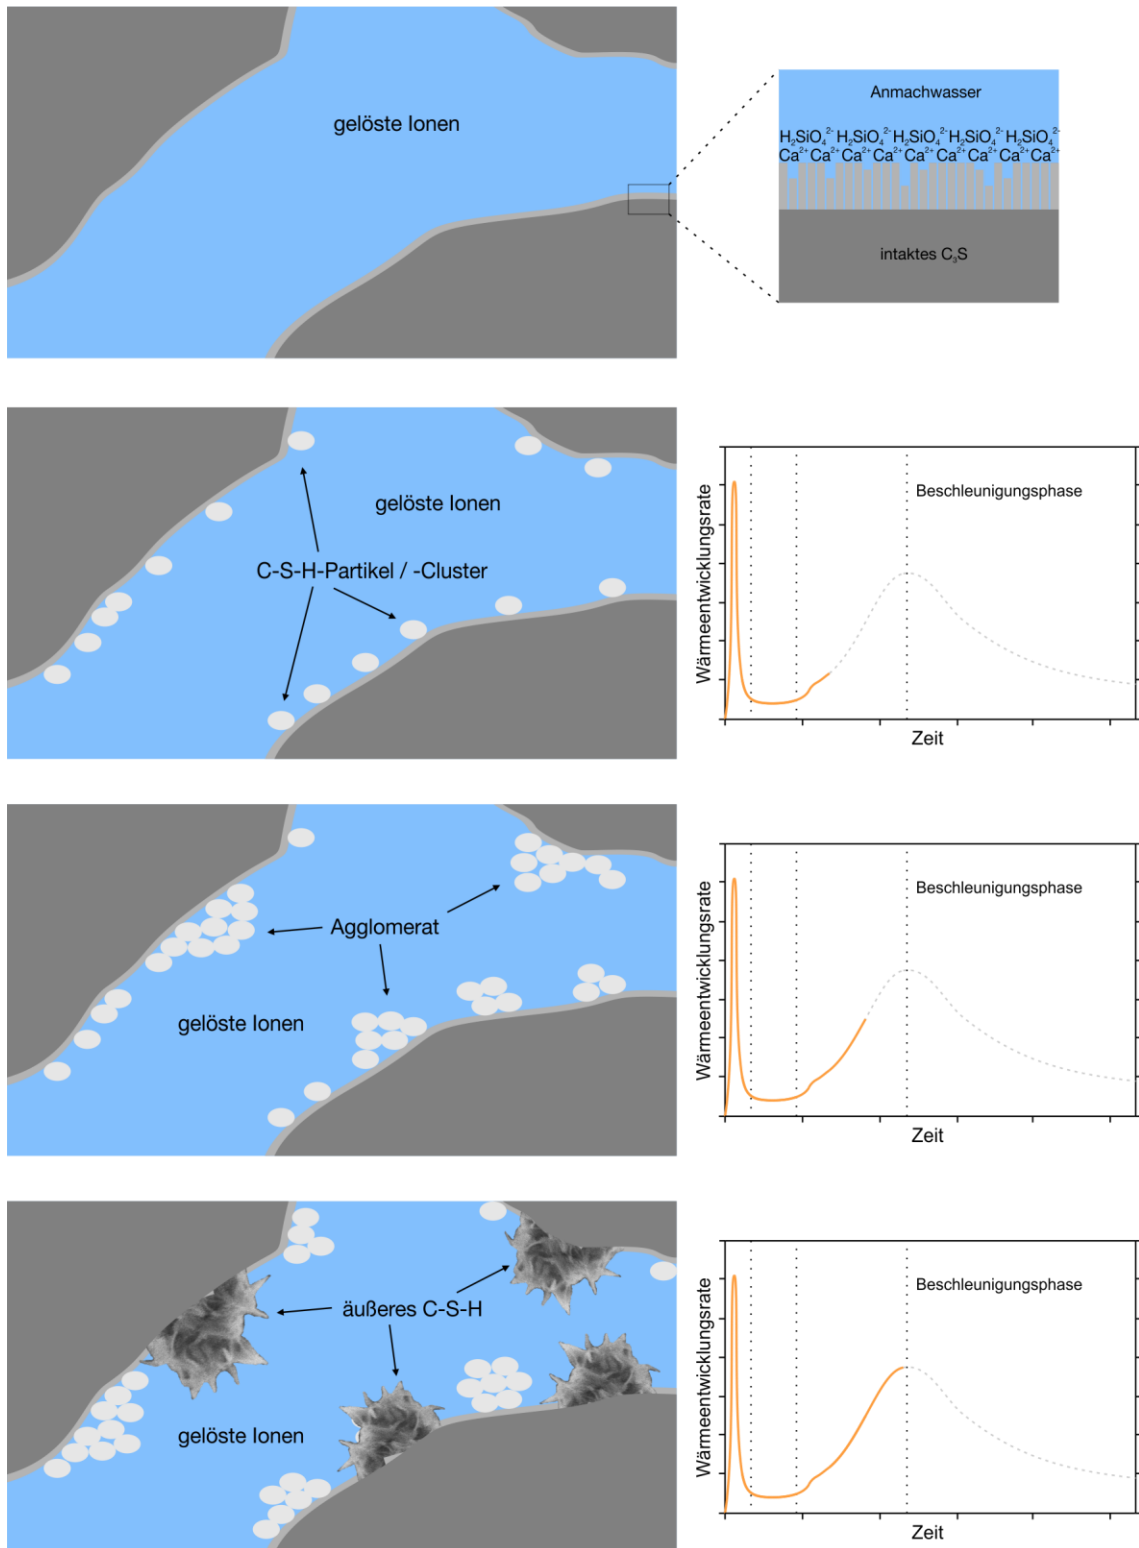 gelöste Ionen
Anmachwasser
H₂SiO₄²⁻ H₂SiO₄²⁻ H₂SiO₄²⁻ H₂SiO₄²⁻ H₂SiO₄²⁻
Ca²⁺ Ca²⁺ Ca²⁺ Ca²⁺ Ca²⁺ Ca²⁺ Ca²⁺ Ca²⁺ Ca²⁺
intaktes C₃S
gelöste Ionen
C-S-H-Partikel / -Cluster
Wärmeentwicklungsrate
Beschleunigungsphase
Zeit
Agglomerat
gelöste Ionen
Wärmeentwicklungsrate
Beschleunigungsphase
Zeit
äußeres C-S-H
gelöste Ionen
Wärmeentwicklungsrate
Beschleunigungsphase
Zeit